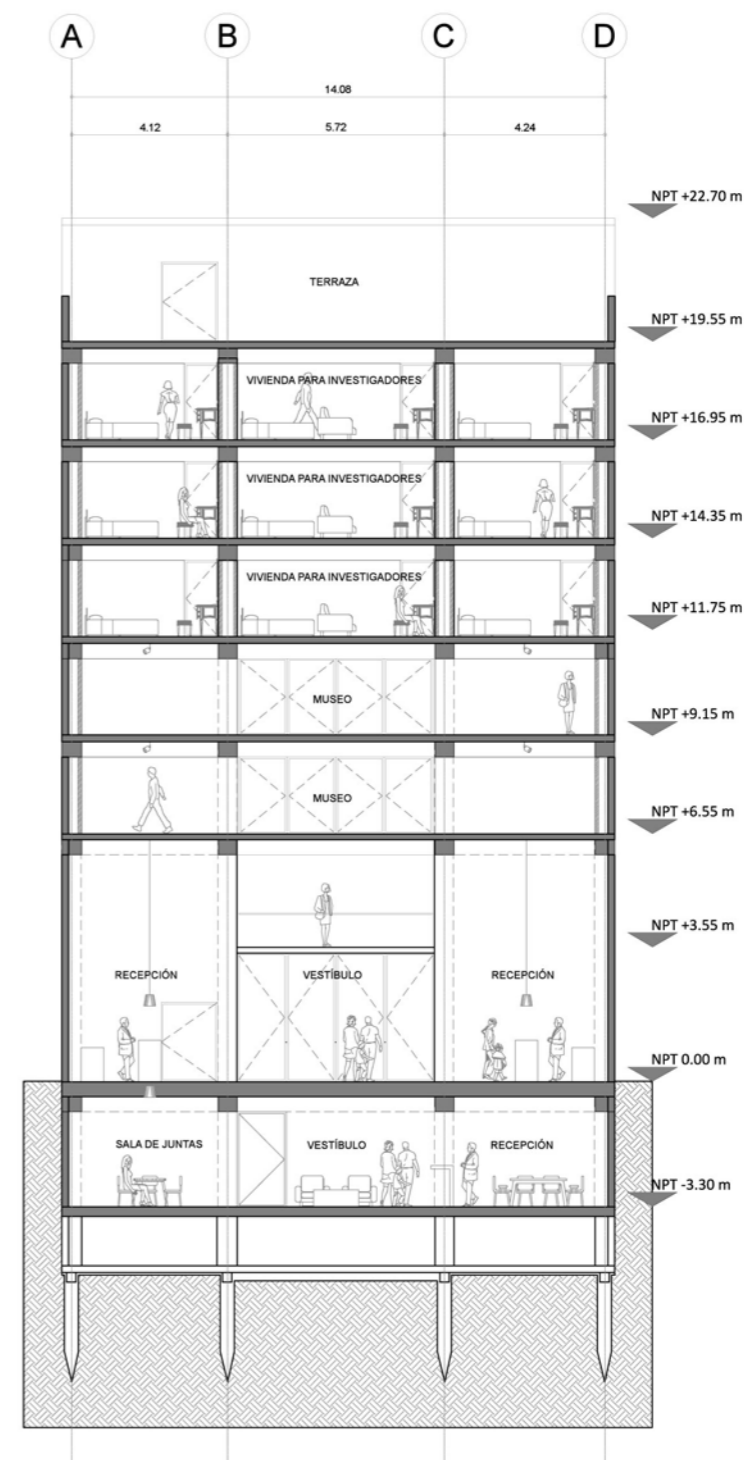 A B C D
14.08
4.12 5.72 4.24
NPT +22.70 m
TERRAZA
NPT +19.55 m
VIVIENDA PARA INVESTIGADORES
NPT +16.95 m
VIVIENDA PARA INVESTIGADORES
NPT +14.35 m
VIVIENDA PARA INVESTIGADORES
NPT +11.75 m
MUSEO
NPT +9.15 m
MUSEO
NPT +6.55 m
NPT +3.55 m
RECEPCIÓN VESTÍBULO RECEPCIÓN
NPT 0.00 m
SALA DE JUNTAS VESTÍBULO RECEPCIÓN
NPT -3.30 m